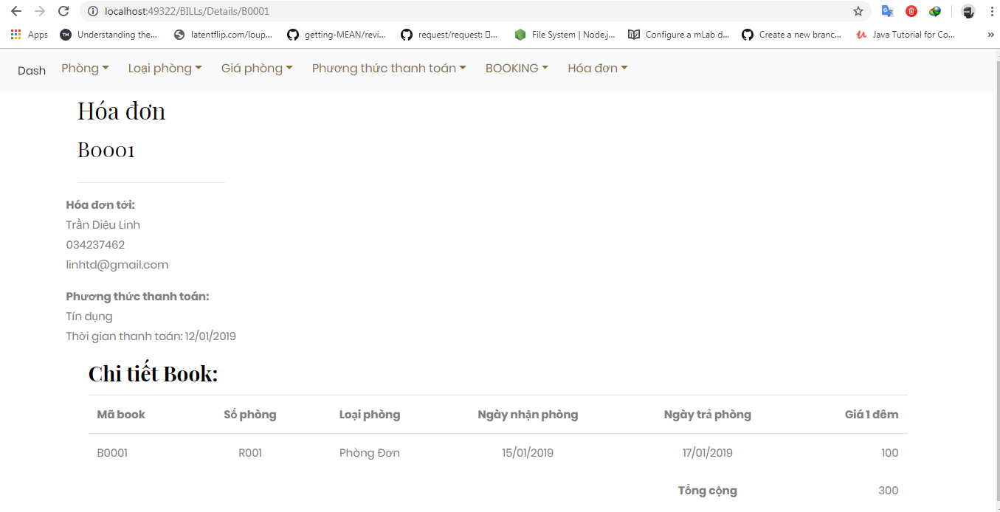 localhost:49322/BILLs/Details/B0001
Apps Understanding the... latentflip.com/loup... getting-MEAN/revi... request/request: ... File System | Node.j... Configure a mLab d... Create a new branc... Java Tutorial for Co... »
Dash Phòng Loại phòng Giá phòng Phương thức thanh toán BOOKING Hóa đơn
Hóa đơn
B0001
Hóa đơn tới:
Trần Diệu Linh
034237462
linhtd@gmail.com
Phương thức thanh toán:
Tín dụng
Thời gian thanh toán: 12/01/2019
Chi tiết Book:
Mã book Số phòng Loại phòng Ngày nhận phòng Ngày trả phòng Giá 1 đêm
B0001 R001 Phòng Đơn 15/01/2019 17/01/2019 100
Tổng cộng 300